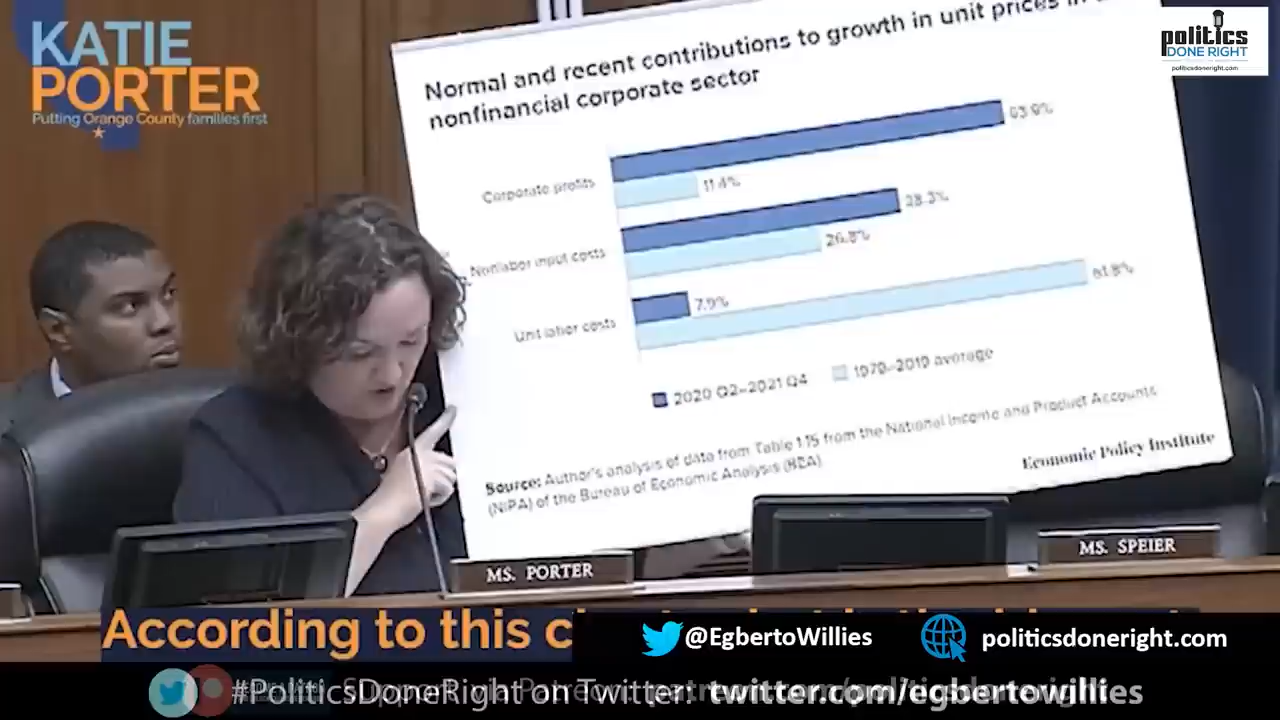 KATIE
PORTER
Putting Orange County families first
politics
DONE RIGHT
politicsdoneright.com
Normal and recent contributions to growth in unit prices in
nonfinancial corporate sector
Corporate profits
11.4%
Nonlabor input costs
28.3%
26.8%
Unit labor costs
7.9%
61.8%
2020 Q2–2021 Q4
1979–2019 average
Source: Author's analysis of data from Table 1.15 from the National Income and Product Accounts
(NIPA) of the Bureau of Economic Analysis (BEA)
Economic Policy Institute
MS. PORTER
MS. SPEIER
According to this
@EgbertoWillies
politicsdoneright.com
#PoliticsDoneRight on Twitter: twitter.com/egbertowillies